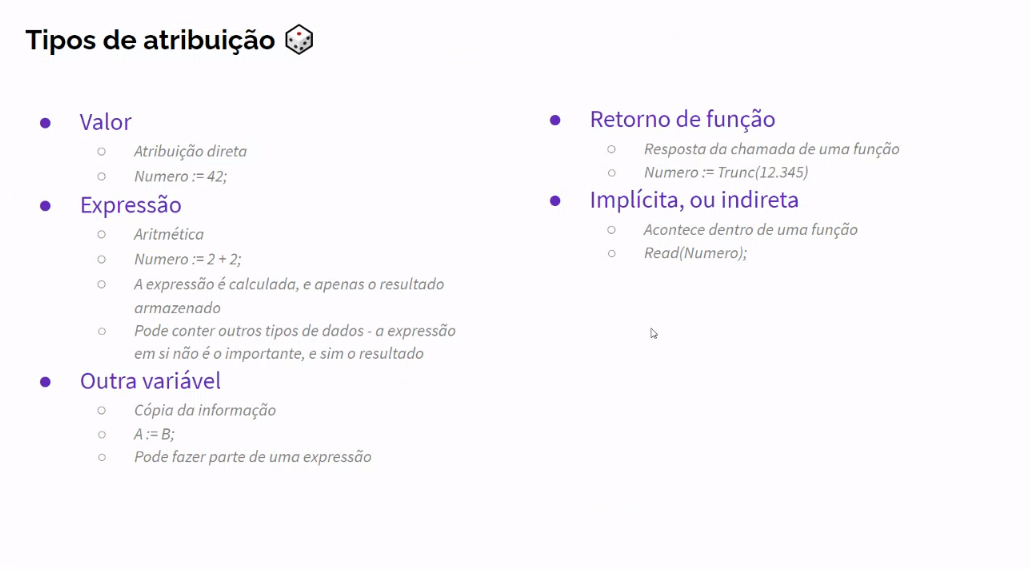 Tipos de atribuição
Valor
Atribuição direta
Numero := 42;
Expressão
Aritmética
Numero := 2 + 2;
A expressão é calculada, e apenas o resultado
armazenado
Pode conter outros tipos de dados - a expressão
em si não é o importante, e sim o resultado
Outra variável
Cópia da informação
A := B;
Pode fazer parte de uma expressão
Retorno de função
Resposta da chamada de uma função
Numero := Trunc(12.345)
Implícita, ou indireta
Acontece dentro de uma função
Read(Numero);